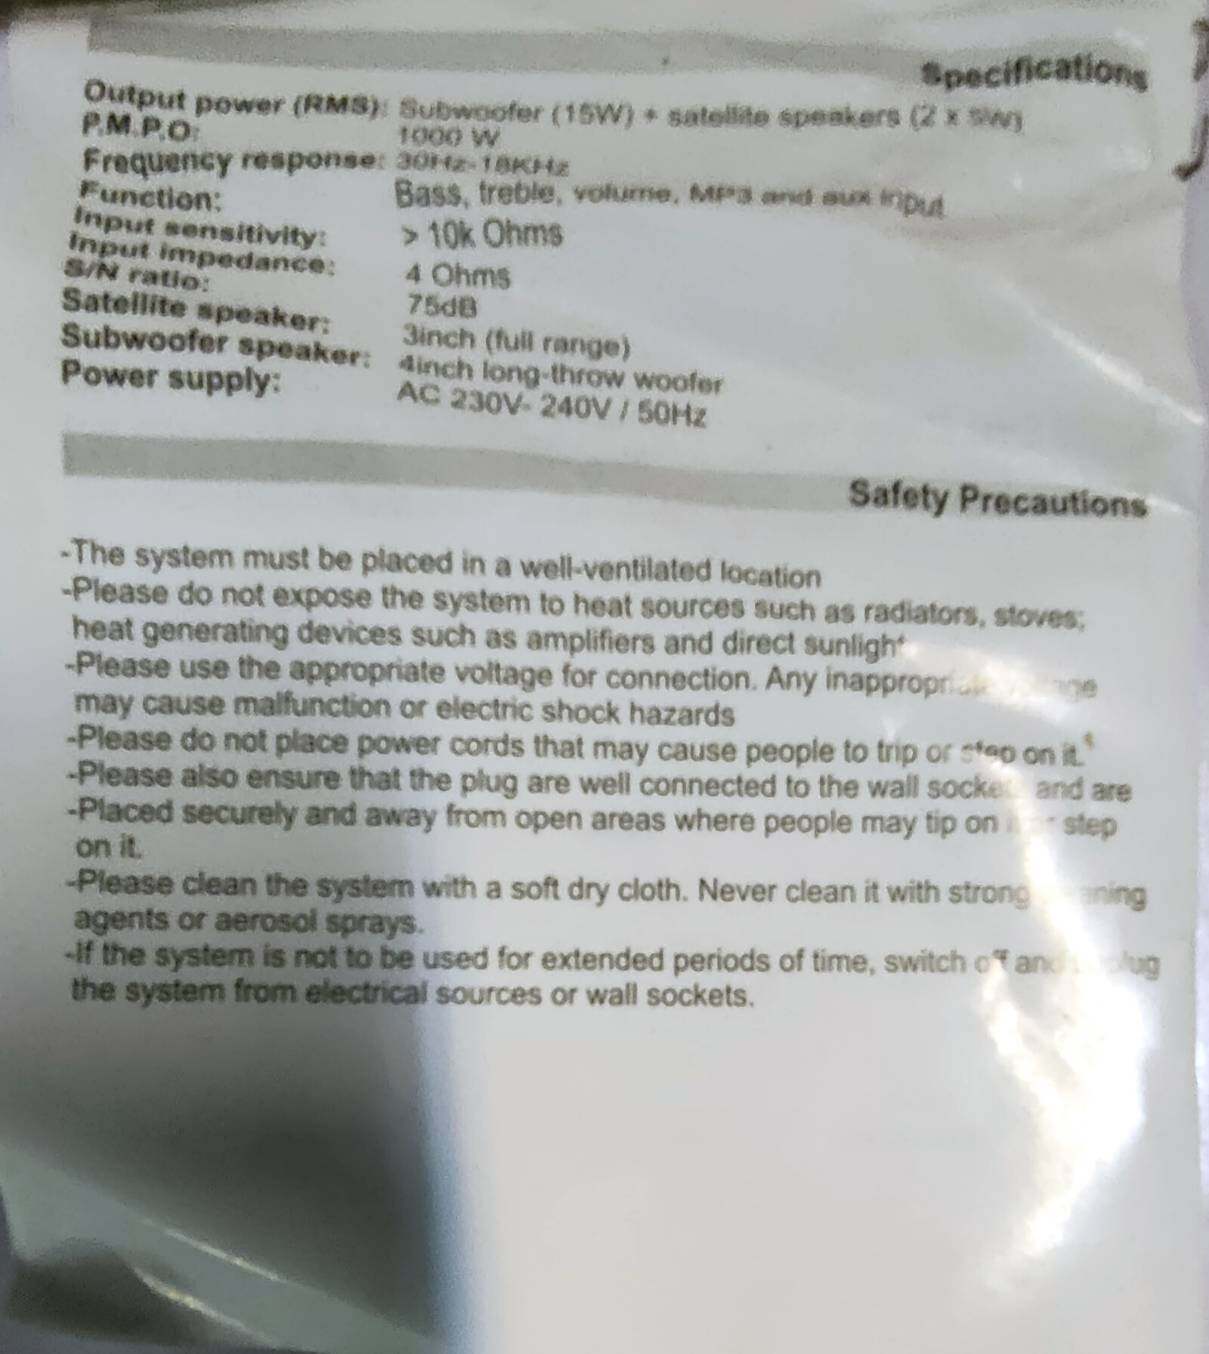 Specifications
Output power (RMS): Subwoofer (15W) + satellite speakers (2 x 5W)
P.M.P.O: 1000 W
Frequency response: 30Hz-18KHz
Function: Bass, treble, volume, MP3 and aux input
Input sensitivity: > 10k Ohms
Input impedance: 4 Ohms
S/N ratio: 75dB
Satellite speaker: 3inch (full range)
Subwoofer speaker: 4inch long-throw woofer
Power supply: AC 230V- 240V / 50Hz
Safety Precautions
-The system must be placed in a well-ventilated location
-Please do not expose the system to heat sources such as radiators, stoves;
heat generating devices such as amplifiers and direct sunlight
-Please use the appropriate voltage for connection. Any
may cause malfunction or electric shock hazards
-Please do not place power cords that may cause people to trip or step on it.
-Please also ensure that the plug are well connected to the wall and are
-Placed securely and away from open areas where people may tip on step
on it.
-Please clean the system with a soft dry cloth. Never clean it with strong
agents or aerosol sprays.
-If the system is not to be used for extended periods of time, switch off and
the system from electrical sources or wall sockets.